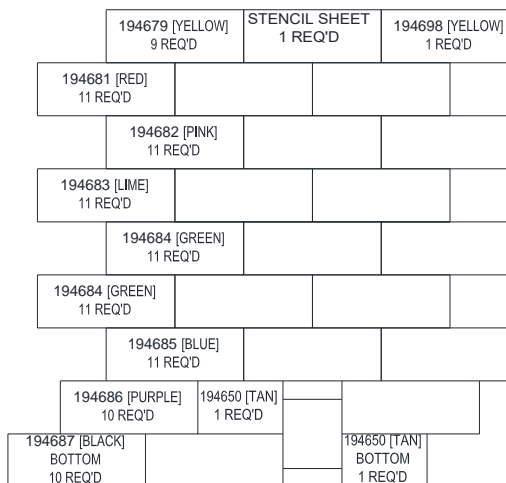 194679 [YELLOW]
9 REQ'D
STENCIL SHEET
1 REQ'D
194698 [YELLOW]
1 REQ'D
194681 [RED]
11 REQ'D
194682 [PINK]
11 REQ'D
194683 [LIME]
11 REQ'D
194684 [GREEN]
11 REQ'D
194684 [GREEN]
11 REQ'D
194685 [BLUE]
11 REQ'D
194686 [PURPLE]
10 REQ'D
194650 [TAN]
1 REQ'D
194687 [BLACK]
BOTTOM
10 REQ'D
194650 [TAN]
BOTTOM
1 REQ'D